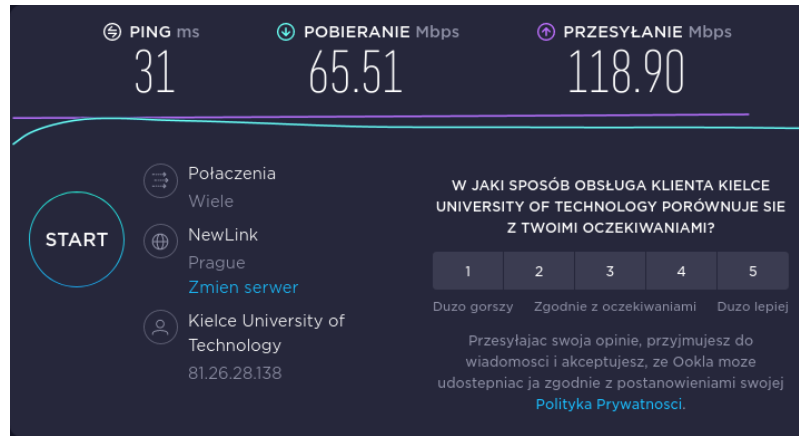 PING ms
31
POBIERANIE Mbps
65.51
PRZESYŁANIE Mbps
118.90
START
Połaczenia
Wiele
NewLink
Prague
Zmien serwer
Kielce University of
Technology
81.26.28.138
W JAKI SPOSÓB OBSŁUGA KLIENTA KIELCE
UNIVERSITY OF TECHNOLOGY PORÓWNUJE SIE
Z TWOIMI OCZEKIWANIAMI?
1 2 3 4 5
Duzo gorszy Zgodnie z oczekiwaniami Duzo lepiej
Przesyłajac swoja opinie, przyjmujesz do
wiadomosci i akceptujesz, ze Ookla moze
udostepniac ja zgodnie z postanowieniami swojej
Polityka Prywatnosci.